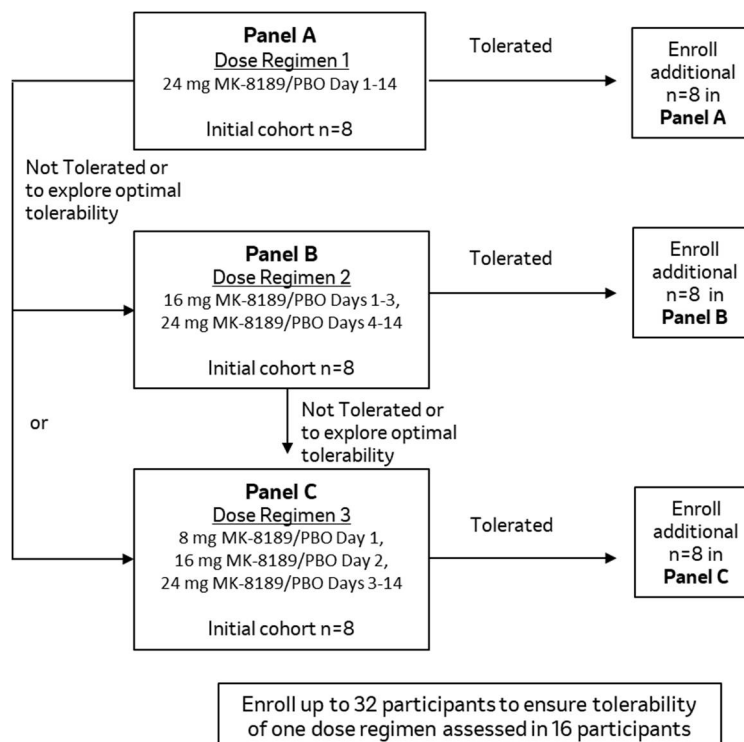 Panel A
Dose Regimen 1
24 mg MK-8189/PBO Day 1-14
Initial cohort n=8
Tolerated
Enroll
additional
n=8 in
Panel A
Not Tolerated or
to explore optimal
tolerability
Panel B
Dose Regimen 2
16 mg MK-8189/PBO Days 1-3,
24 mg MK-8189/PBO Days 4-14
Initial cohort n=8
Tolerated
Enroll
additional
n=8 in
Panel B
or
Not Tolerated or
to explore optimal
tolerability
Panel C
Dose Regimen 3
8 mg MK-8189/PBO Day 1,
16 mg MK-8189/PBO Day 2,
24 mg MK-8189/PBO Days 3-14
Initial cohort n=8
Tolerated
Enroll
additional
n=8 in
Panel C
Enroll up to 32 participants to ensure tolerability
of one dose regimen assessed in 16 participants